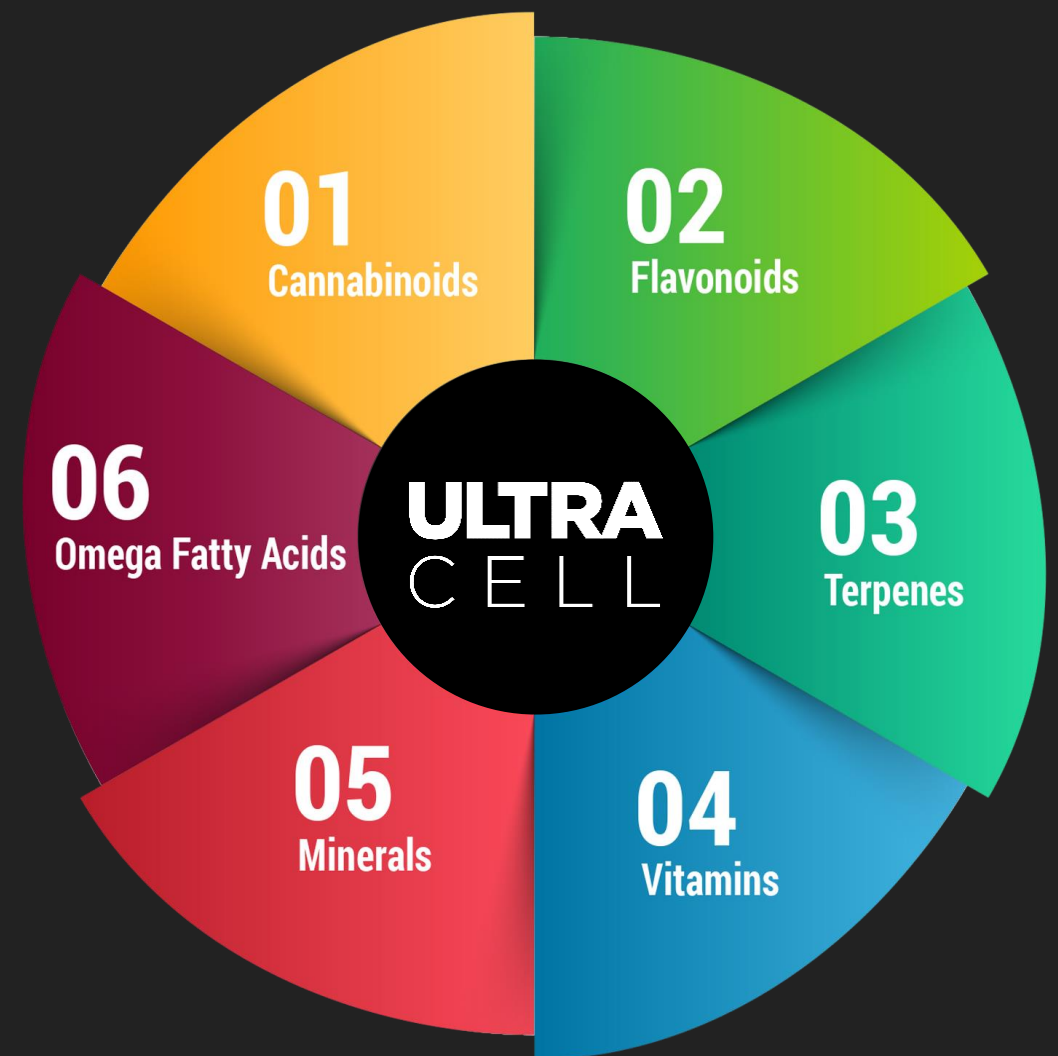 01
Cannabinoids
02
Flavonoids
03
Terpenes
04
Vitamins
05
Minerals
06
Omega Fatty Acids
ULTRA
CELL